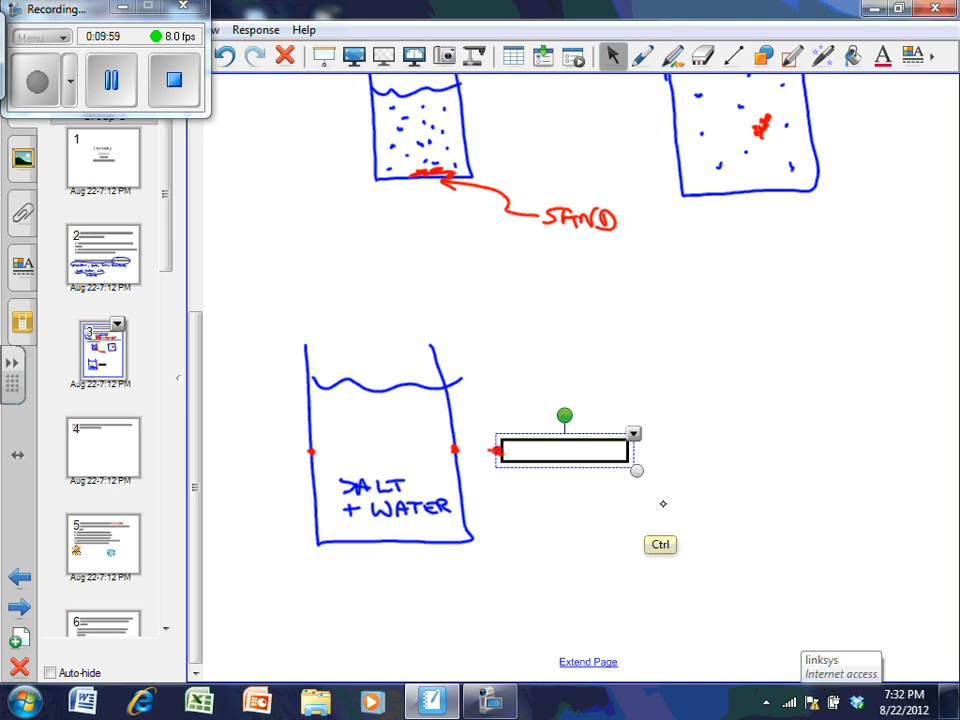 Recording...
Menu
0:09:59
8.0 fps
w
Response
Help
1
Chemistry
Aug 22-7:12 PM
2
Aug 22-7:12 PM
3
Aug 22-7:12 PM
4
Aug 22-7:12 PM
5
Aug 22-7:12 PM
6
Auto-hide
SAND
SALT
+ WATER
Ctrl
Extend Page
linksys
Internet access
7:32 PM
8/22/2012